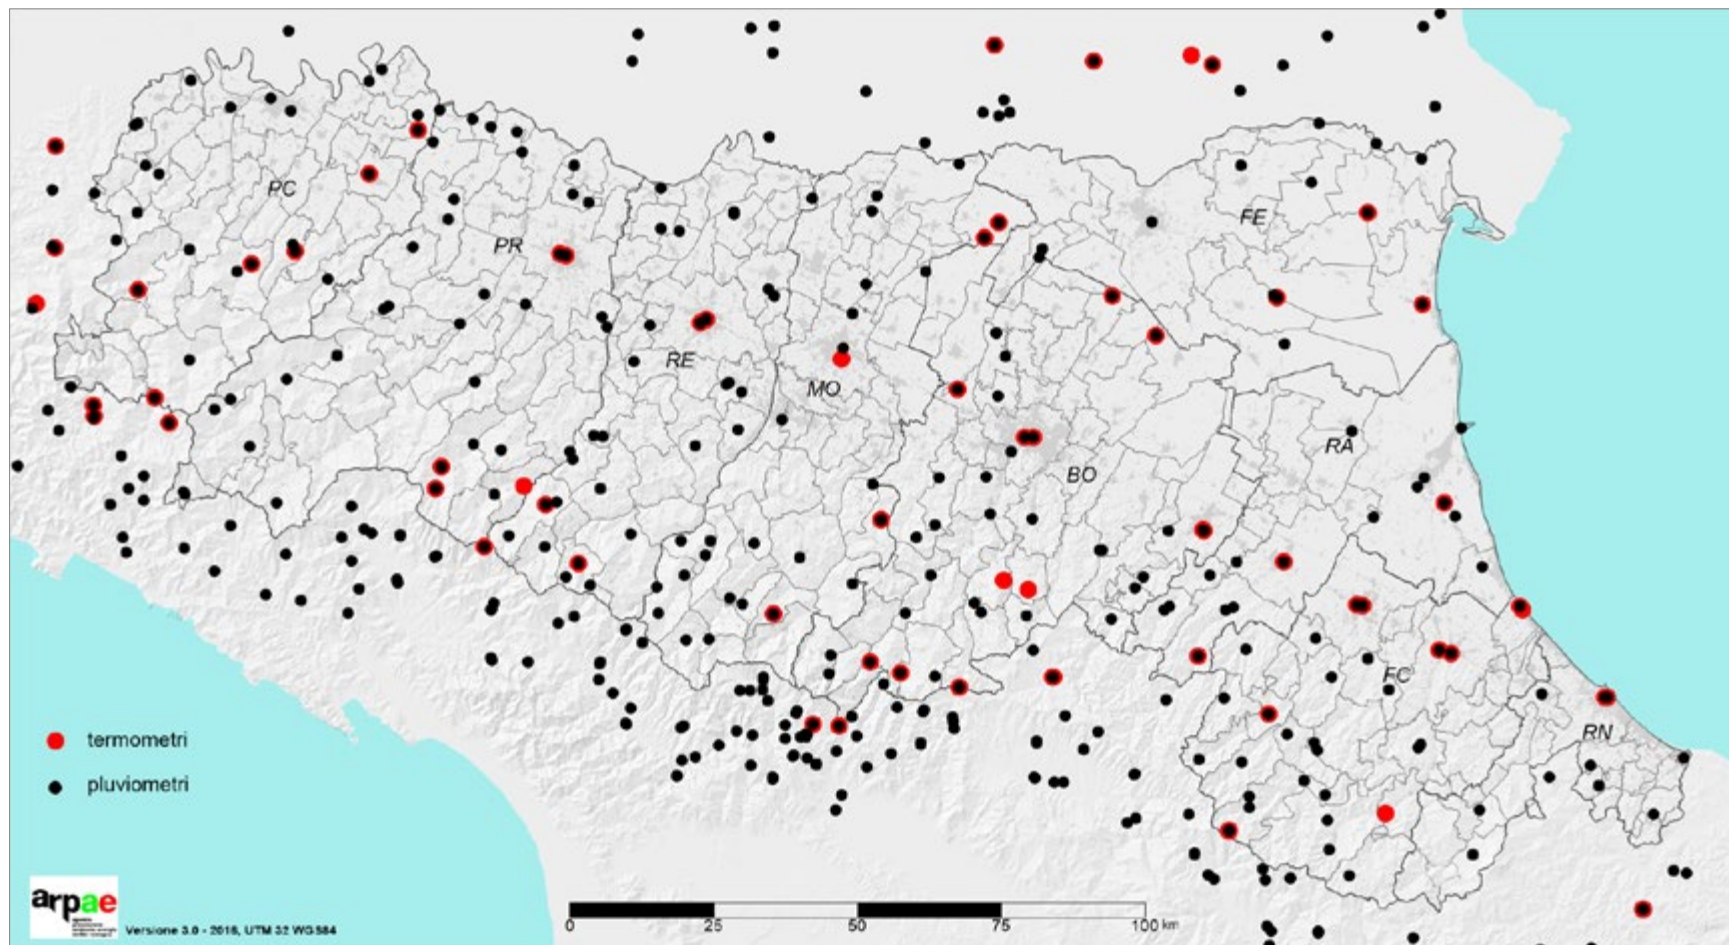 PC
PR
FE
RE
MO
BO
RA
FC
RN
termometri
pluviometri
arpae
Versione 3.0 - 2018, UTM 32 WGS84
0 25 50 75 100 km